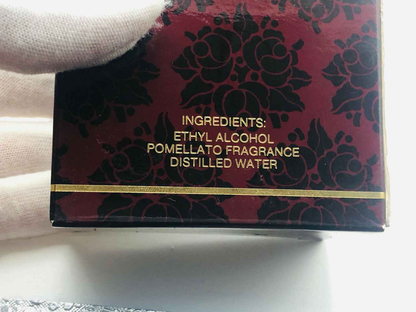 INGREDIENTS:
ETHYL ALCOHOL
POMELLATO FRAGRANCE
DISTILLED WATER